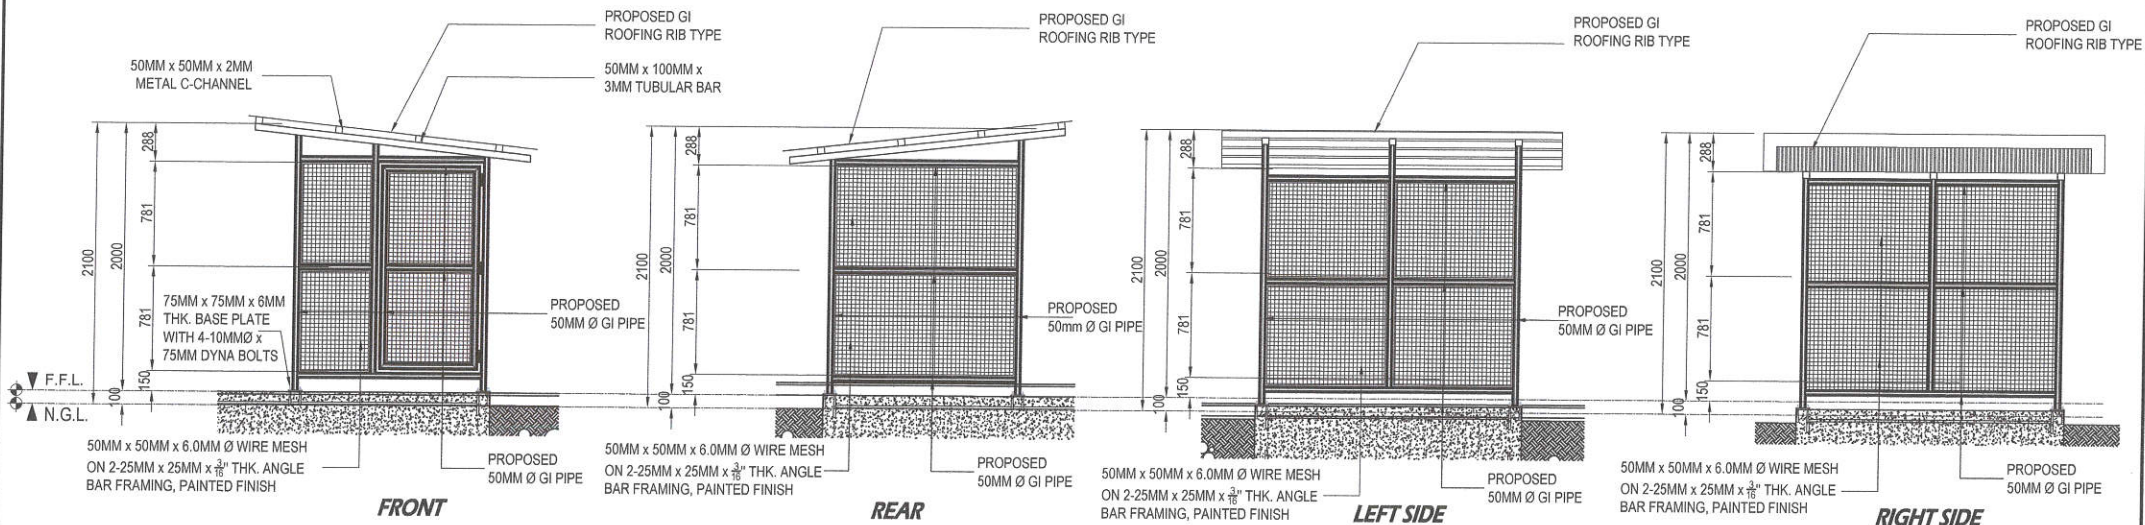 PROPOSED GI
ROOFING RIB TYPE
50MM x 50MM x 2MM
METAL C-CHANNEL
50MM x 100MM x
3MM TUBULAR BAR
2100
2000
288
781
781
150
100
75MM x 75MM x 6MM
THK. BASE PLATE
WITH 4-10MMØ x
75MM DYNA BOLTS
PROPOSED
50MM Ø GI PIPE
F.F.L.
N.G.L.
50MM x 50MM x 6.0MM Ø WIRE MESH
ON 2-25MM x 25MM x 3/16" THK. ANGLE
BAR FRAMING, PAINTED FINISH
PROPOSED
50MM Ø GI PIPE
FRONT
PROPOSED GI
ROOFING RIB TYPE
2100
2000
288
781
781
150
100
PROPOSED
50mm Ø GI PIPE
50MM x 50MM x 6.0MM Ø WIRE MESH
ON 2-25MM x 25MM x 3/16" THK. ANGLE
BAR FRAMING, PAINTED FINISH
PROPOSED
50MM Ø GI PIPE
REAR
PROPOSED GI
ROOFING RIB TYPE
2100
2000
288
781
781
150
100
PROPOSED
50MM Ø GI PIPE
50MM x 50MM x 6.0MM Ø WIRE MESH
ON 2-25MM x 25MM x 3/16" THK. ANGLE
BAR FRAMING, PAINTED FINISH
PROPOSED
50MM Ø GI PIPE
LEFT SIDE
PROPOSED GI
ROOFING RIB TYPE
2100
2000
288
781
781
150
100
50MM x 50MM x 6.0MM Ø WIRE MESH
ON 2-25MM x 25MM x 3/16" THK. ANGLE
BAR FRAMING, PAINTED FINISH
PROPOSED
50MM Ø GI PIPE
RIGHT SIDE